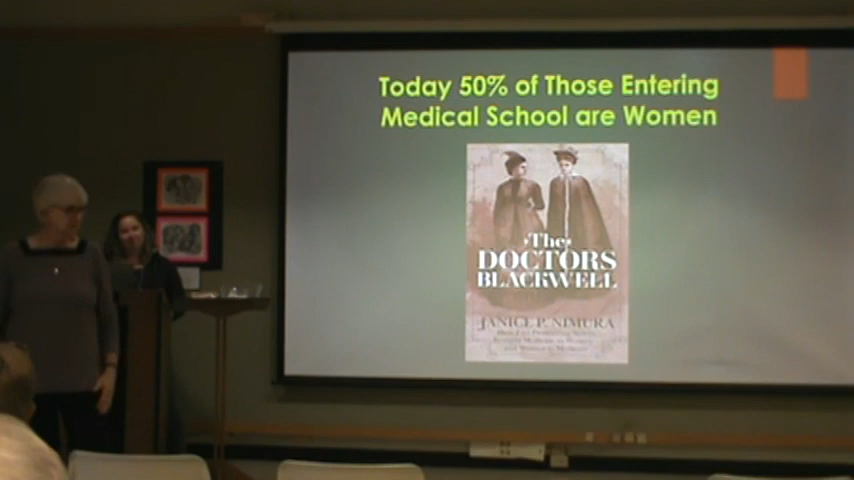 Today 50% of Those Entering
Medical School are Women
The
DOCTORS
BLACKWELL
JANICE P. NIMURA